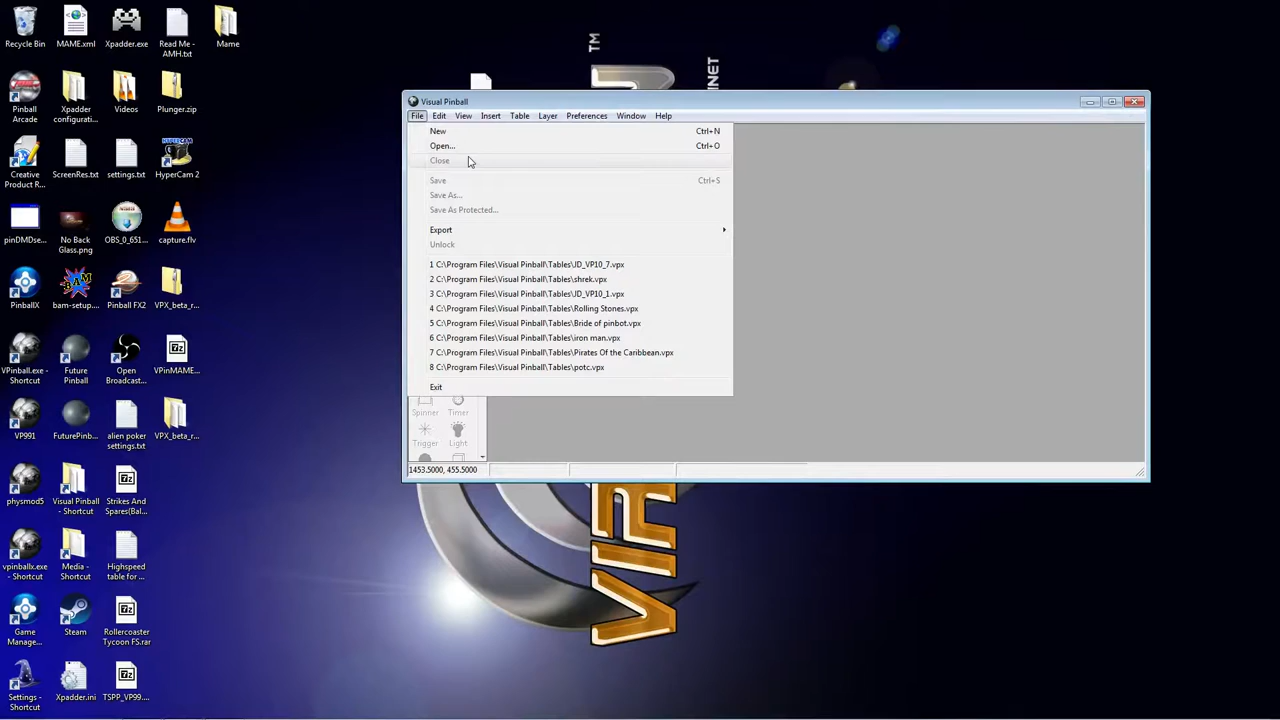 Recycle Bin
MAME.xml
Xpadder.exe
Read Me -
AMH.txt
Mame
Pinball
Arcade
Xpadder
configurati...
Videos
Plunger.zip
Creative
Product R...
ScreenRes.txt
settings.txt
HyperCam 2
pinDMDse...
No Back
Glass.png
OBS_0_651...
capture.flv
PinballX
bam-setup....
Pinball FX2
VPX_beta_r...
VPinball.exe -
Shortcut
Future
Pinball
Open
Broadcast...
VPinMAME...
VP991
FuturePinb...
alien poker
settings.txt
VPX_beta_r...
physmod5
Visual Pinball
- Shortcut
Strikes And
Spares(Bal...
vpinballx.exe
- Shortcut
Media -
Shortcut
Highspeed
table for ...
Game
Manage...
Steam
Rollercoaster
Tycoon FS.rar
Settings -
Shortcut
Xpadder.ini
TSPP_VP99....
TM
NET
Visual Pinball
File Edit View Insert Table Layer Preferences Window Help
New Ctrl+N
Open... Ctrl+O
Close
Save Ctrl+S
Save As...
Save As Protected...
Export
Unlock
1 C:\Program Files\Visual Pinball\Tables\JD_VP10_7.vpx
2 C:\Program Files\Visual Pinball\Tables\shrek.vpx
3 C:\Program Files\Visual Pinball\Tables\JD_VP10_1.vpx
4 C:\Program Files\Visual Pinball\Tables\Rolling Stones.vpx
5 C:\Program Files\Visual Pinball\Tables\Bride of pinbot.vpx
6 C:\Program Files\Visual Pinball\Tables\iron man.vpx
7 C:\Program Files\Visual Pinball\Tables\Pirates Of the Caribbean.vpx
8 C:\Program Files\Visual Pinball\Tables\potc.vpx
Exit
Spinner Timer
Trigger Light
1453.5000, 455.5000
VIR